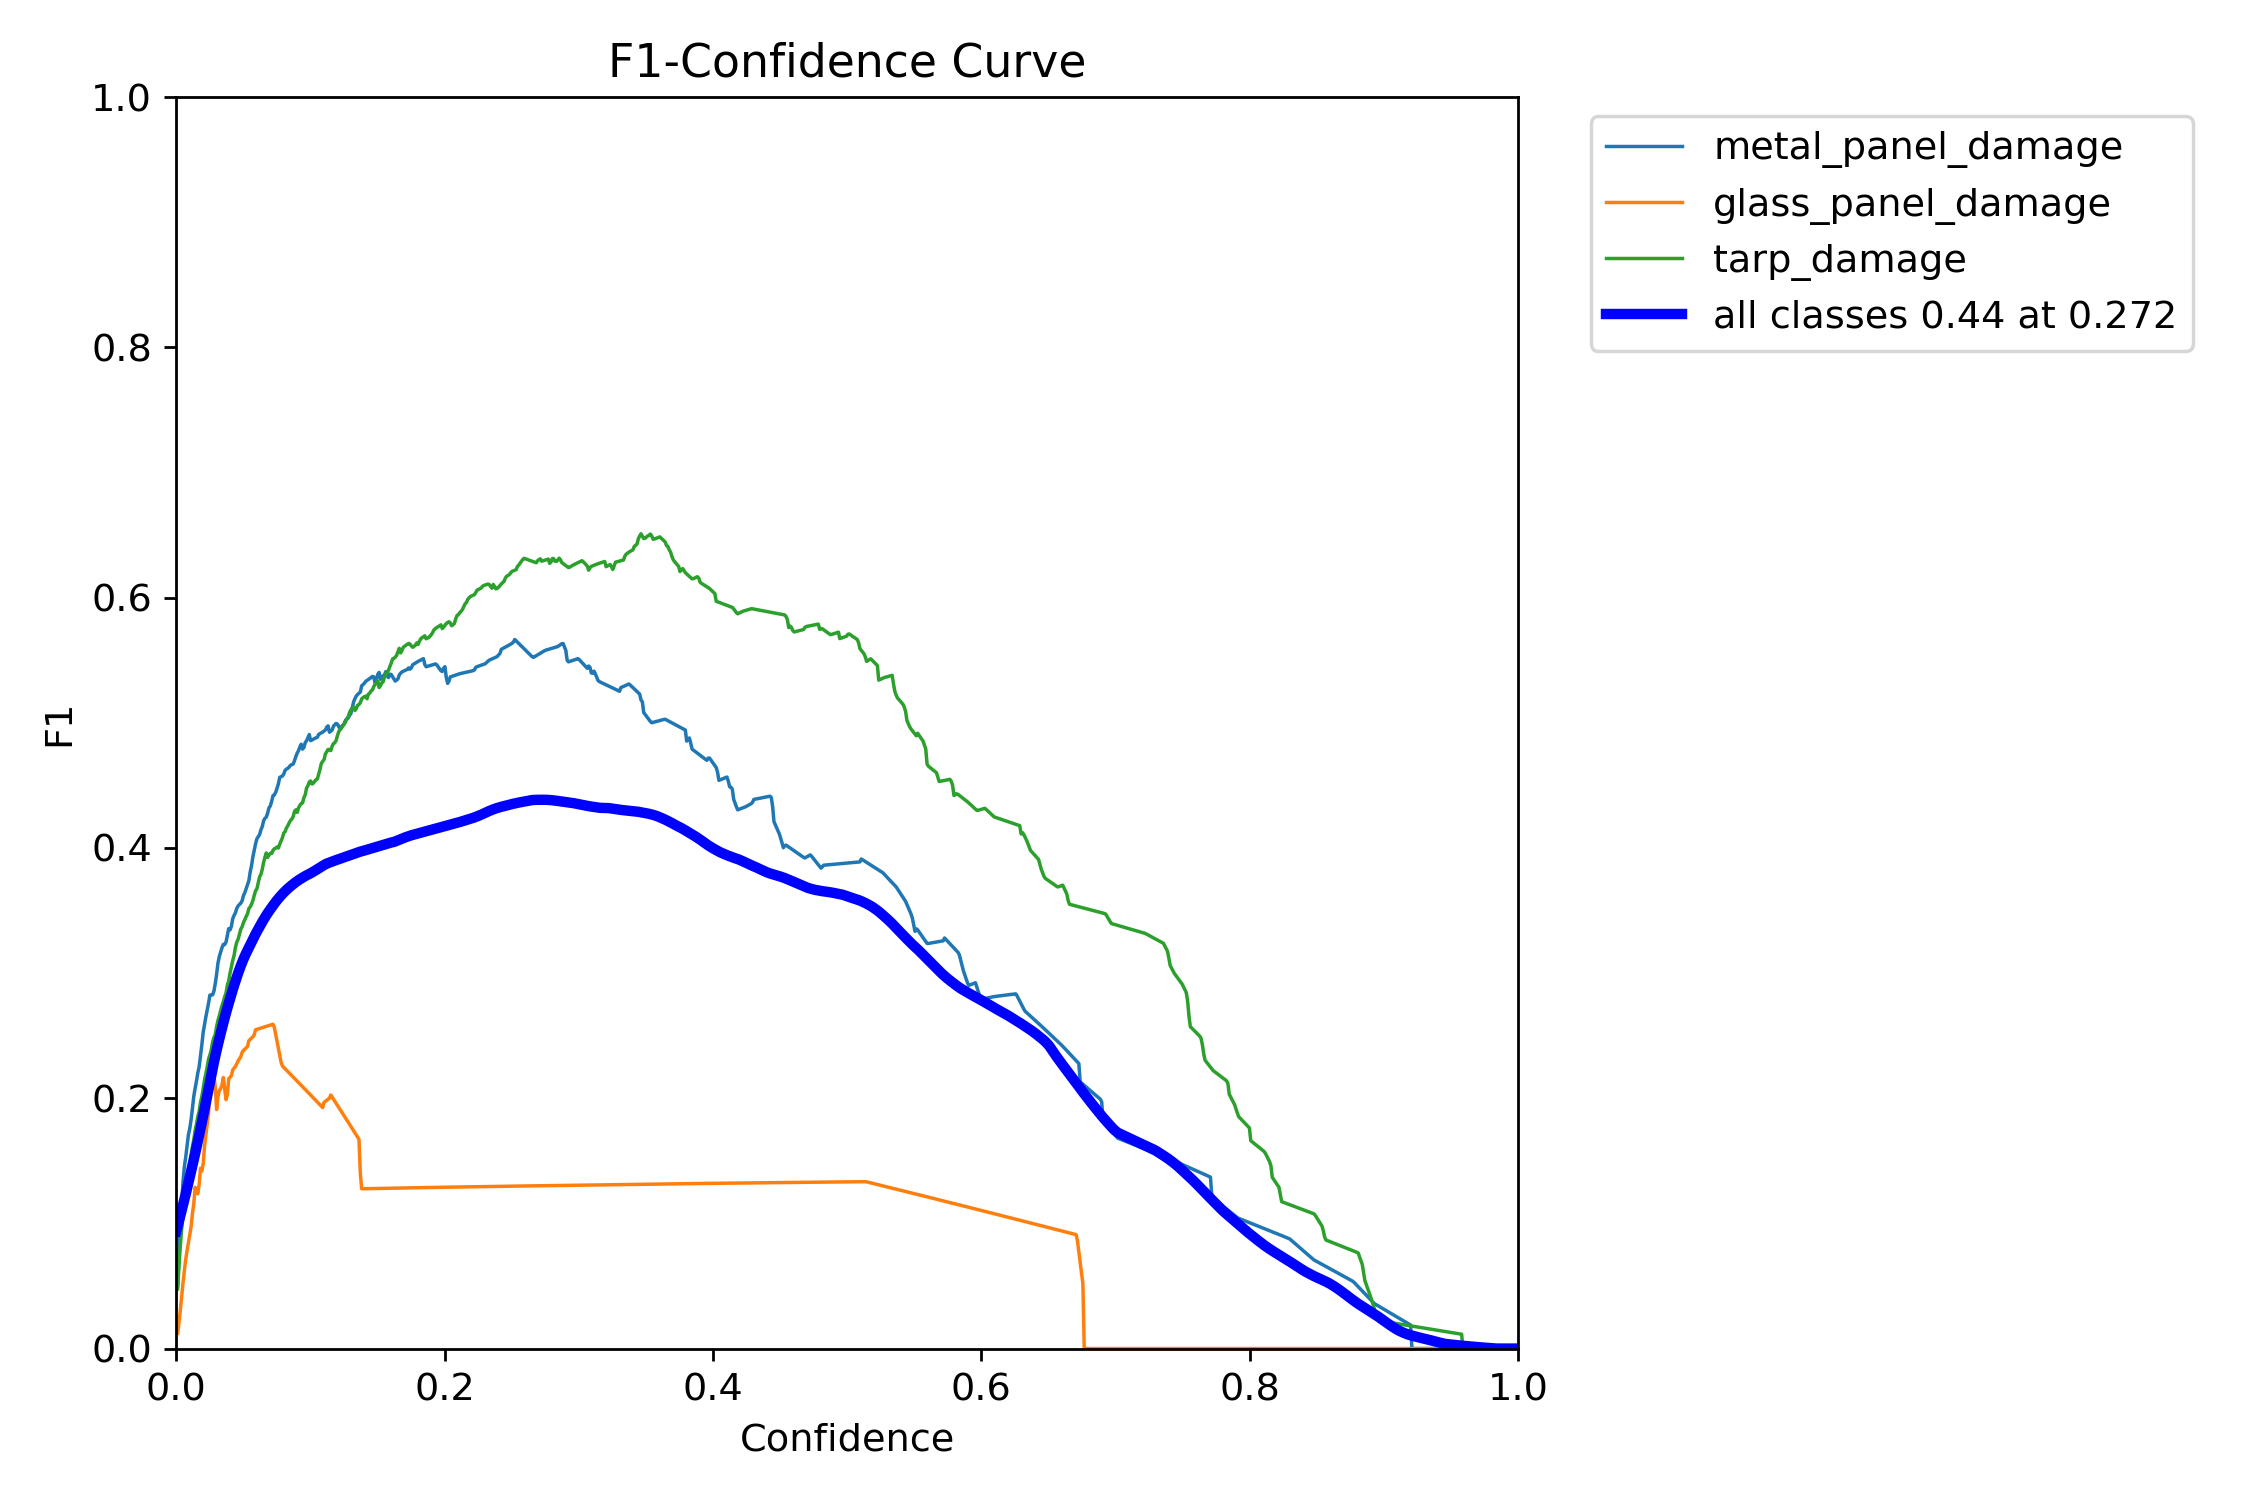 F1-Confidence Curve
1.0
0.8
0.6
0.4
0.2
0.0
F1
0.0 0.2 0.4 0.6 0.8 1.0
Confidence
metal_panel_damage
glass_panel_damage
tarp_damage
all classes 0.44 at 0.272